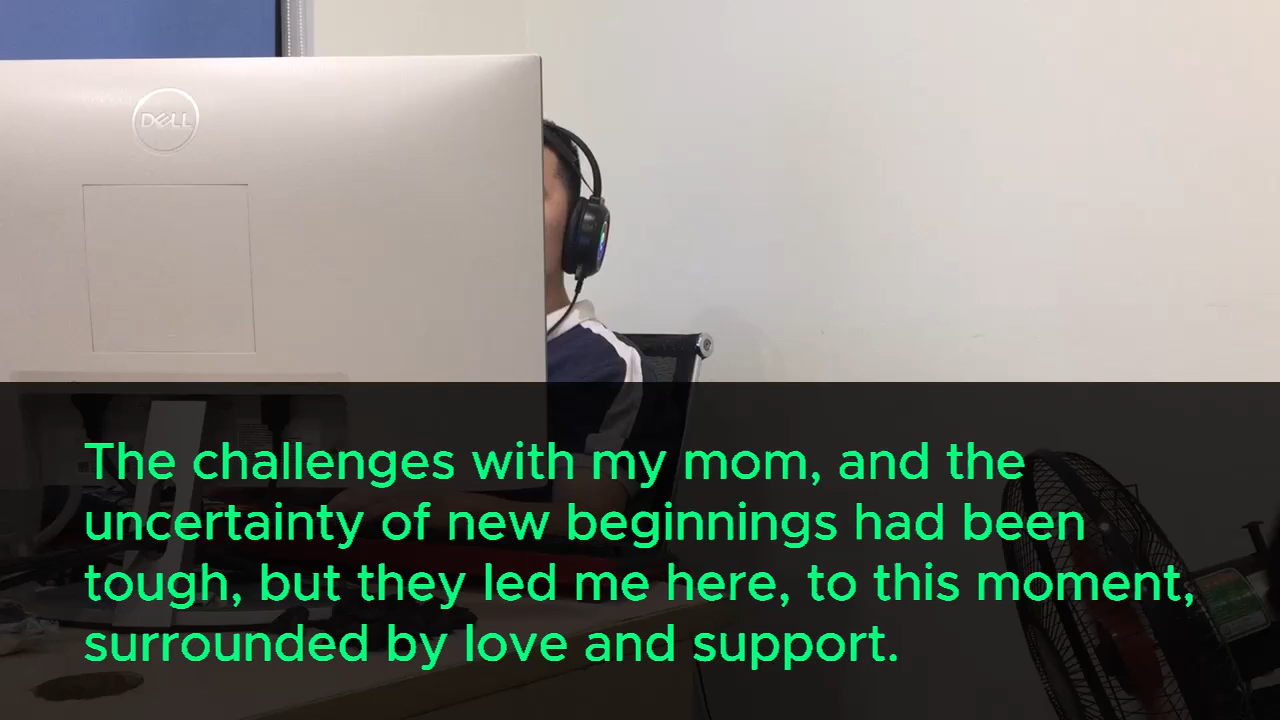 DELL
The challenges with my mom, and the
uncertainty of new beginnings had been
tough, but they led me here, to this moment,
surrounded by love and support.